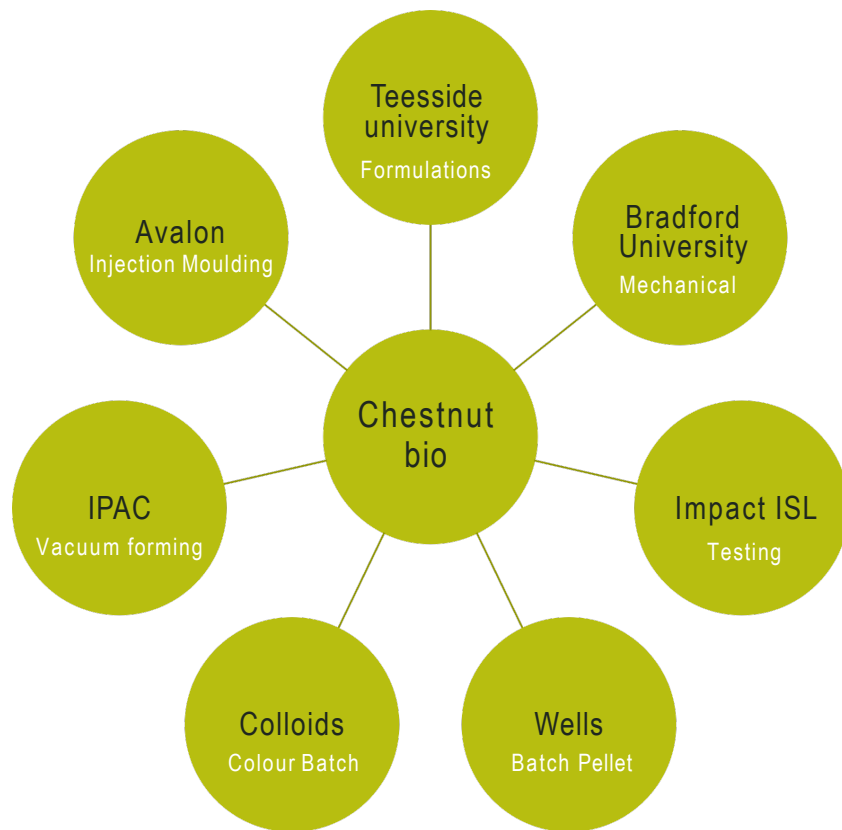 Teesside
university
Formulations
Avalon
Injection Moulding
Bradford
University
Mechanical
Chestnut
bio
IPAC
Vacuum forming
Impact ISL
Testing
Colloids
Colour Batch
Wells
Batch Pellet